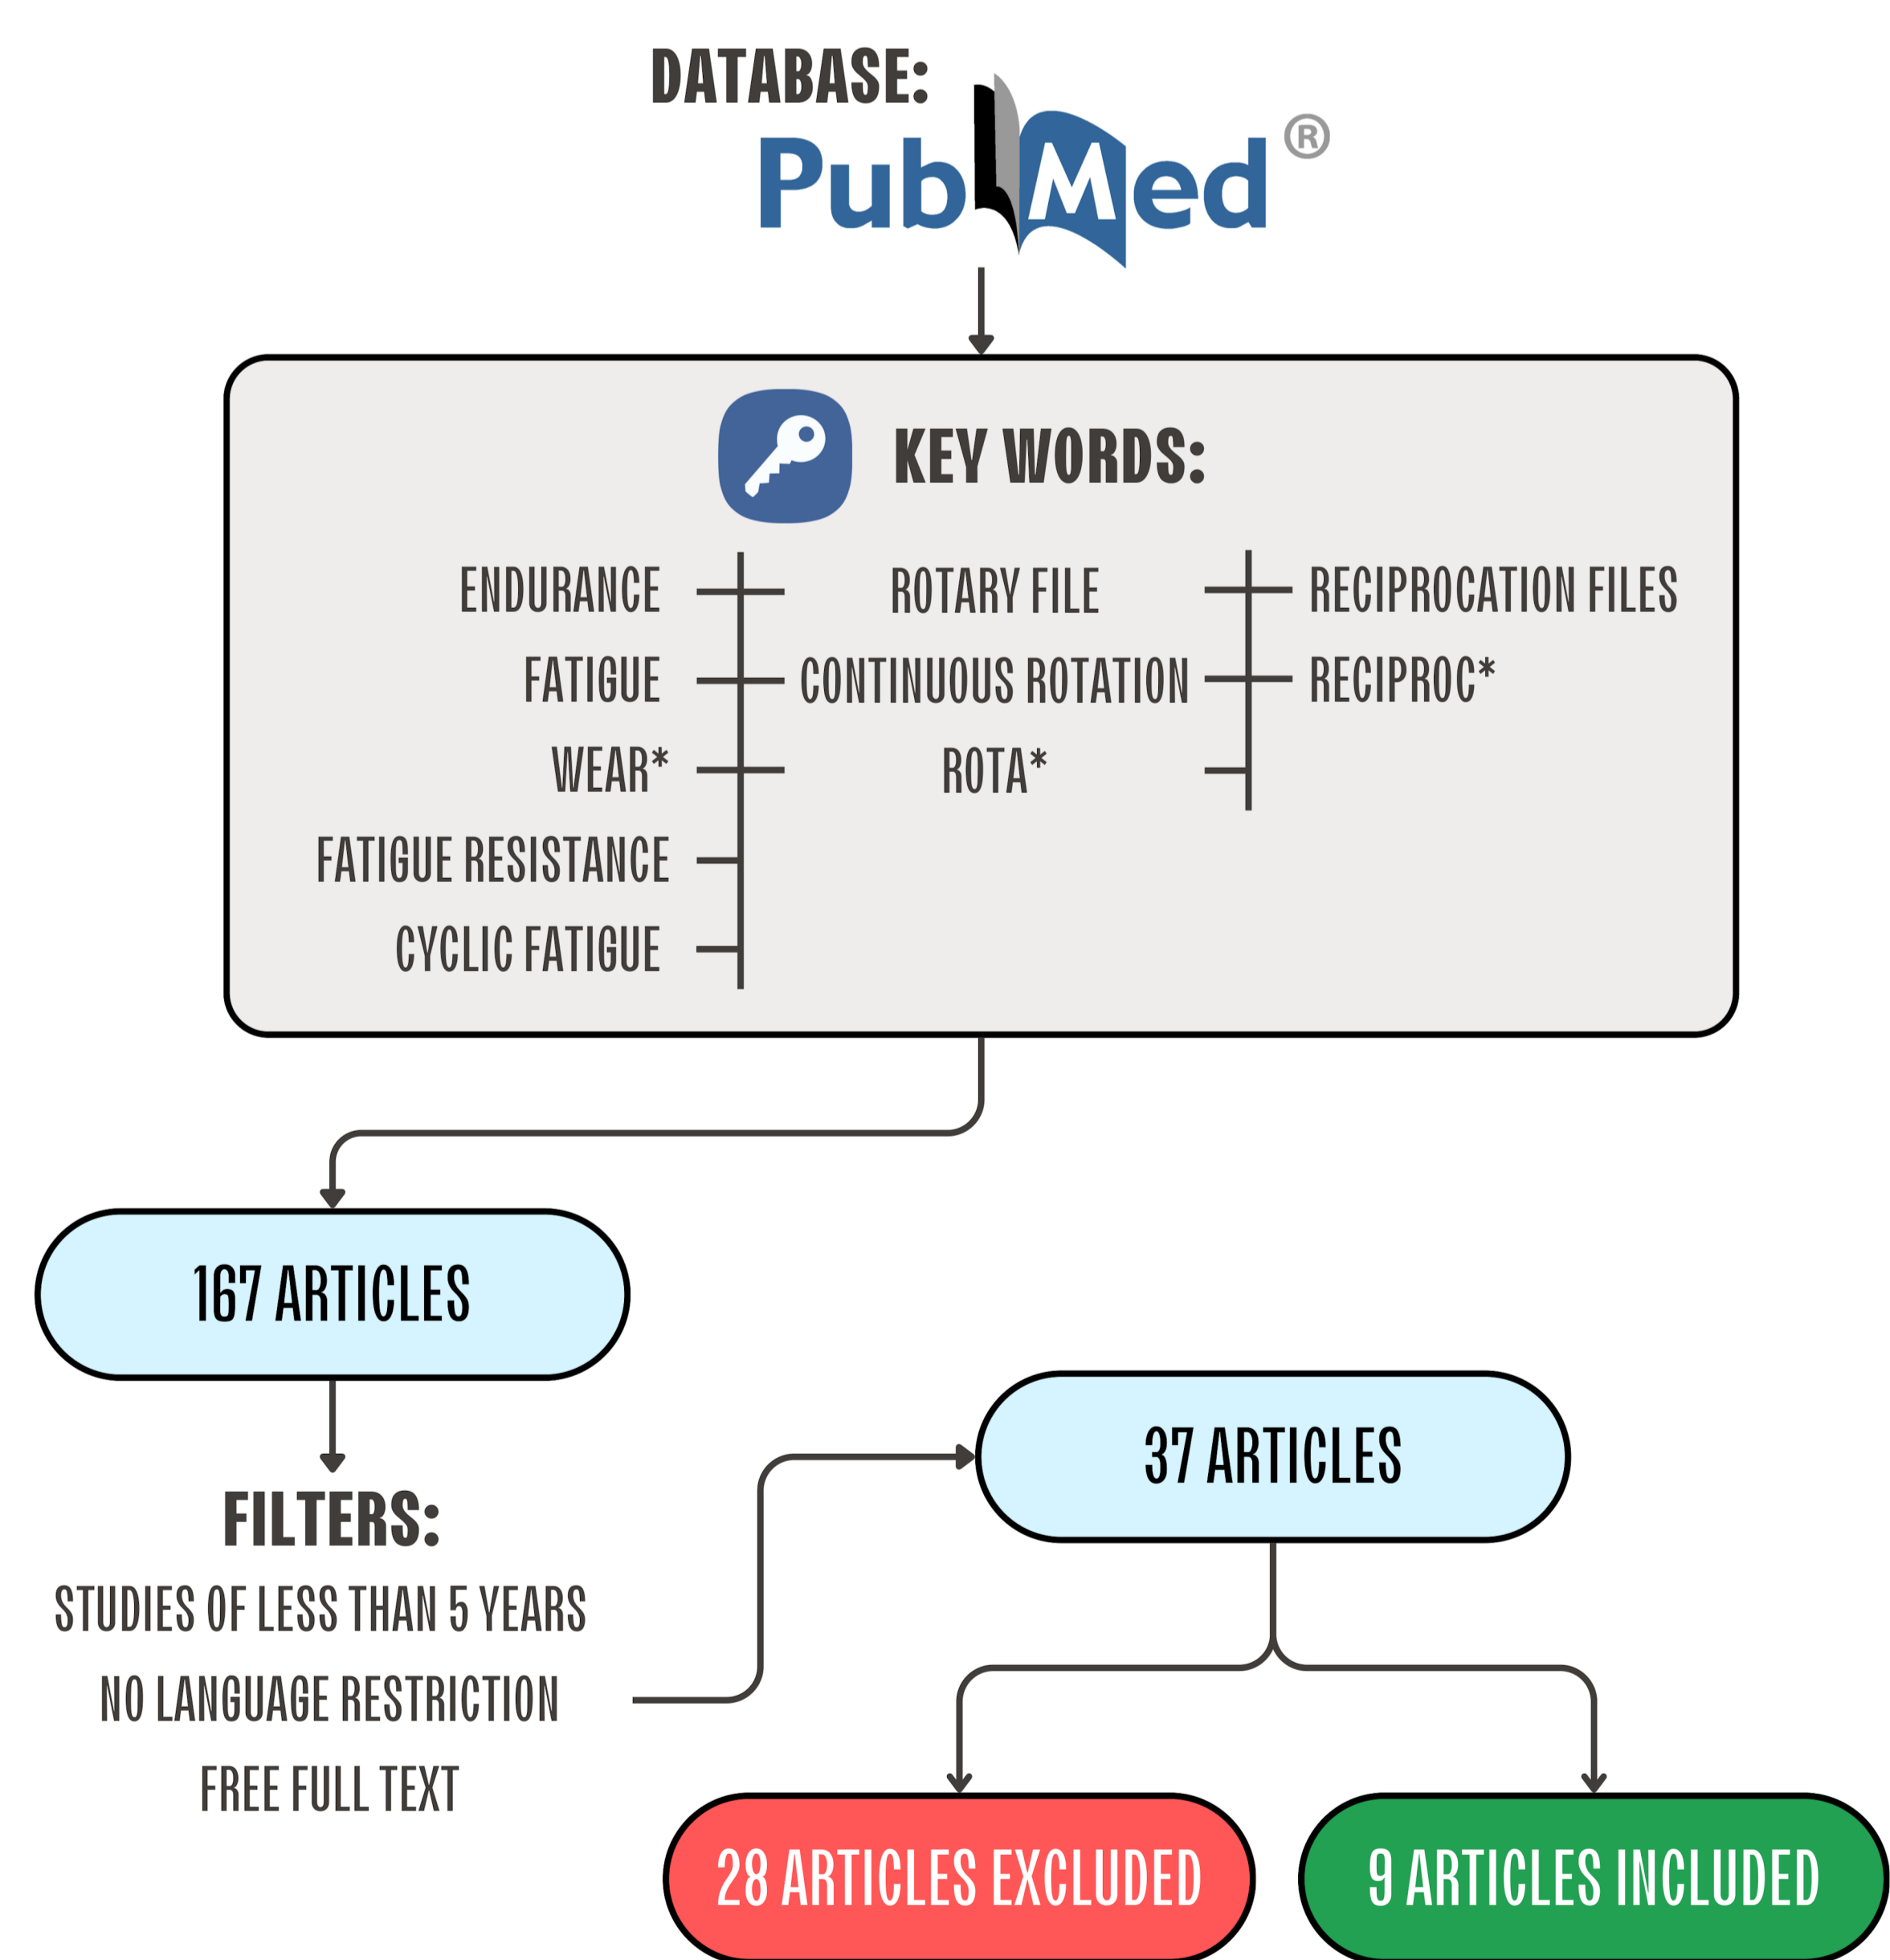 DATABASE:
PubMed®
KEY WORDS:
ENDURANCE
FATIGUE
WEAR*
FATIGUE RESISTANCE
CYCLIC FATIGUE
ROTARY FILE
CONTINUOUS ROTATION
ROTA*
RECIPROCATION FILES
RECIPROC*
167 ARTICLES
FILTERS:
STUDIES OF LESS THAN 5 YEARS
NO LANGUAGE RESTRICTION
FREE FULL TEXT
37 ARTICLES
28 ARTICLES EXCLUDED
9 ARTICLES INCLUDED